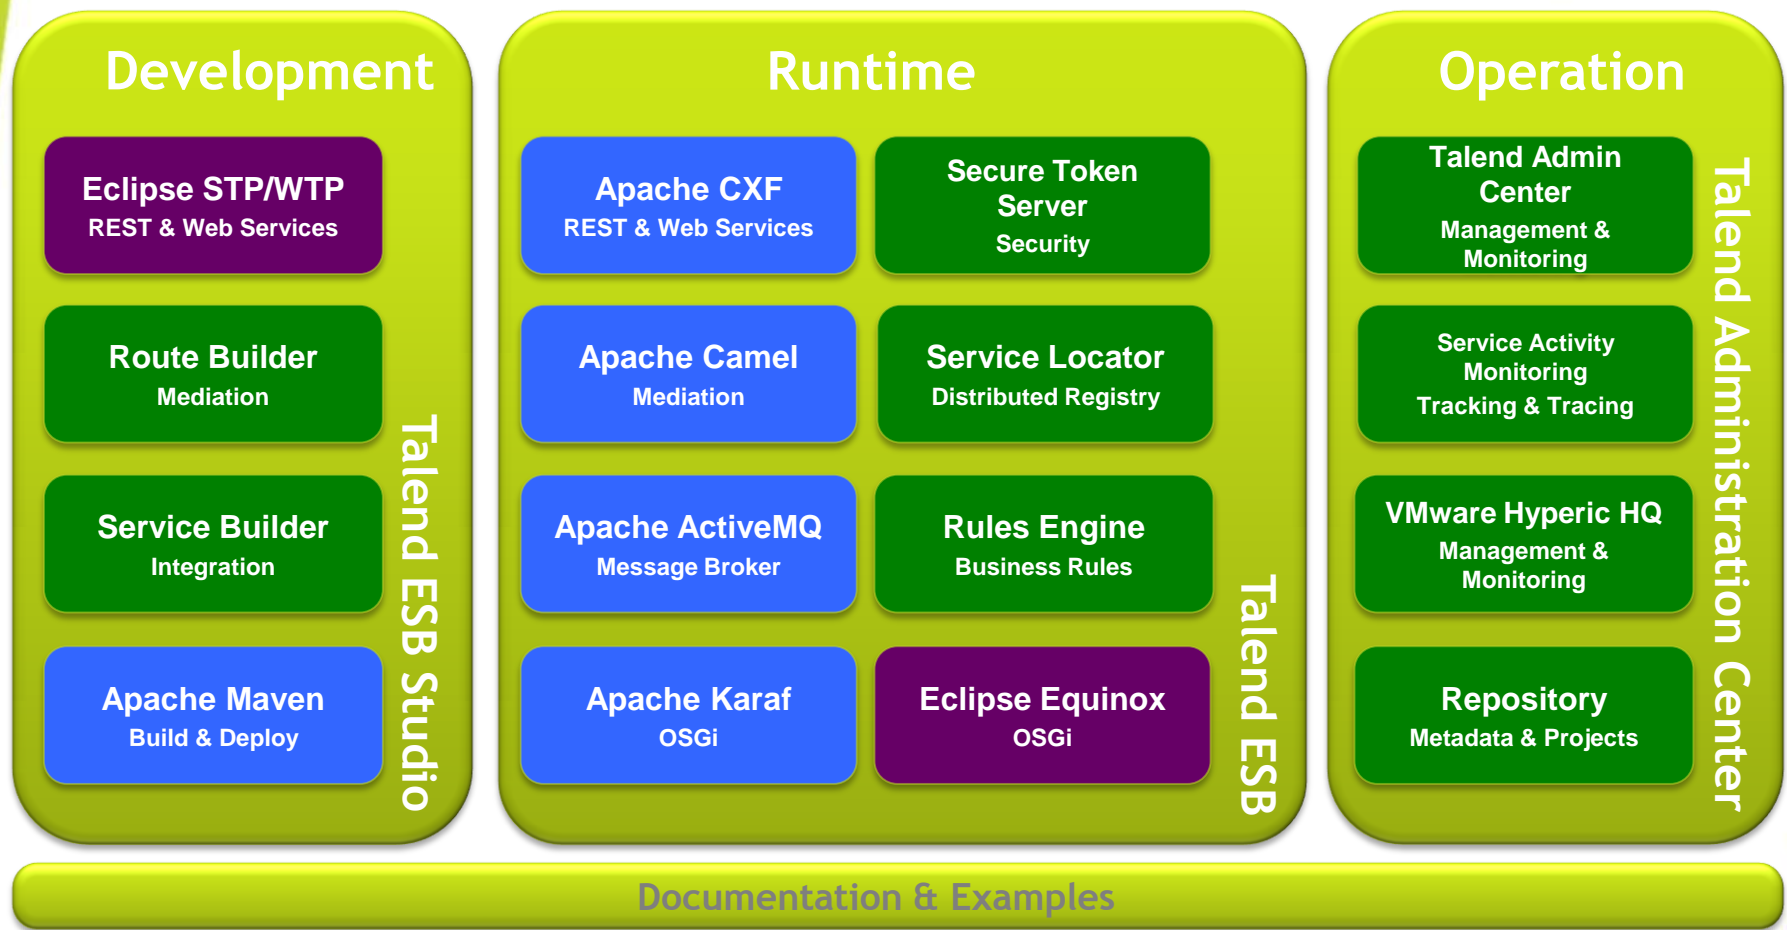 Development
Eclipse STP/WTP
REST & Web Services
Route Builder
Mediation
Service Builder
Integration
Apache Maven
Build & Deploy
Talend ESB Studio
Runtime
Apache CXF
REST & Web Services
Secure Token
Server
Security
Apache Camel
Mediation
Service Locator
Distributed Registry
Apache ActiveMQ
Message Broker
Rules Engine
Business Rules
Apache Karaf
OSGi
Eclipse Equinox
OSGi
Talend ESB
Operation
Talend Admin
Center
Management &
Monitoring
Service Activity
Monitoring
Tracking & Tracing
VMware Hyperic HQ
Management &
Monitoring
Repository
Metadata & Projects
Talend Administration Center
Documentation & Examples